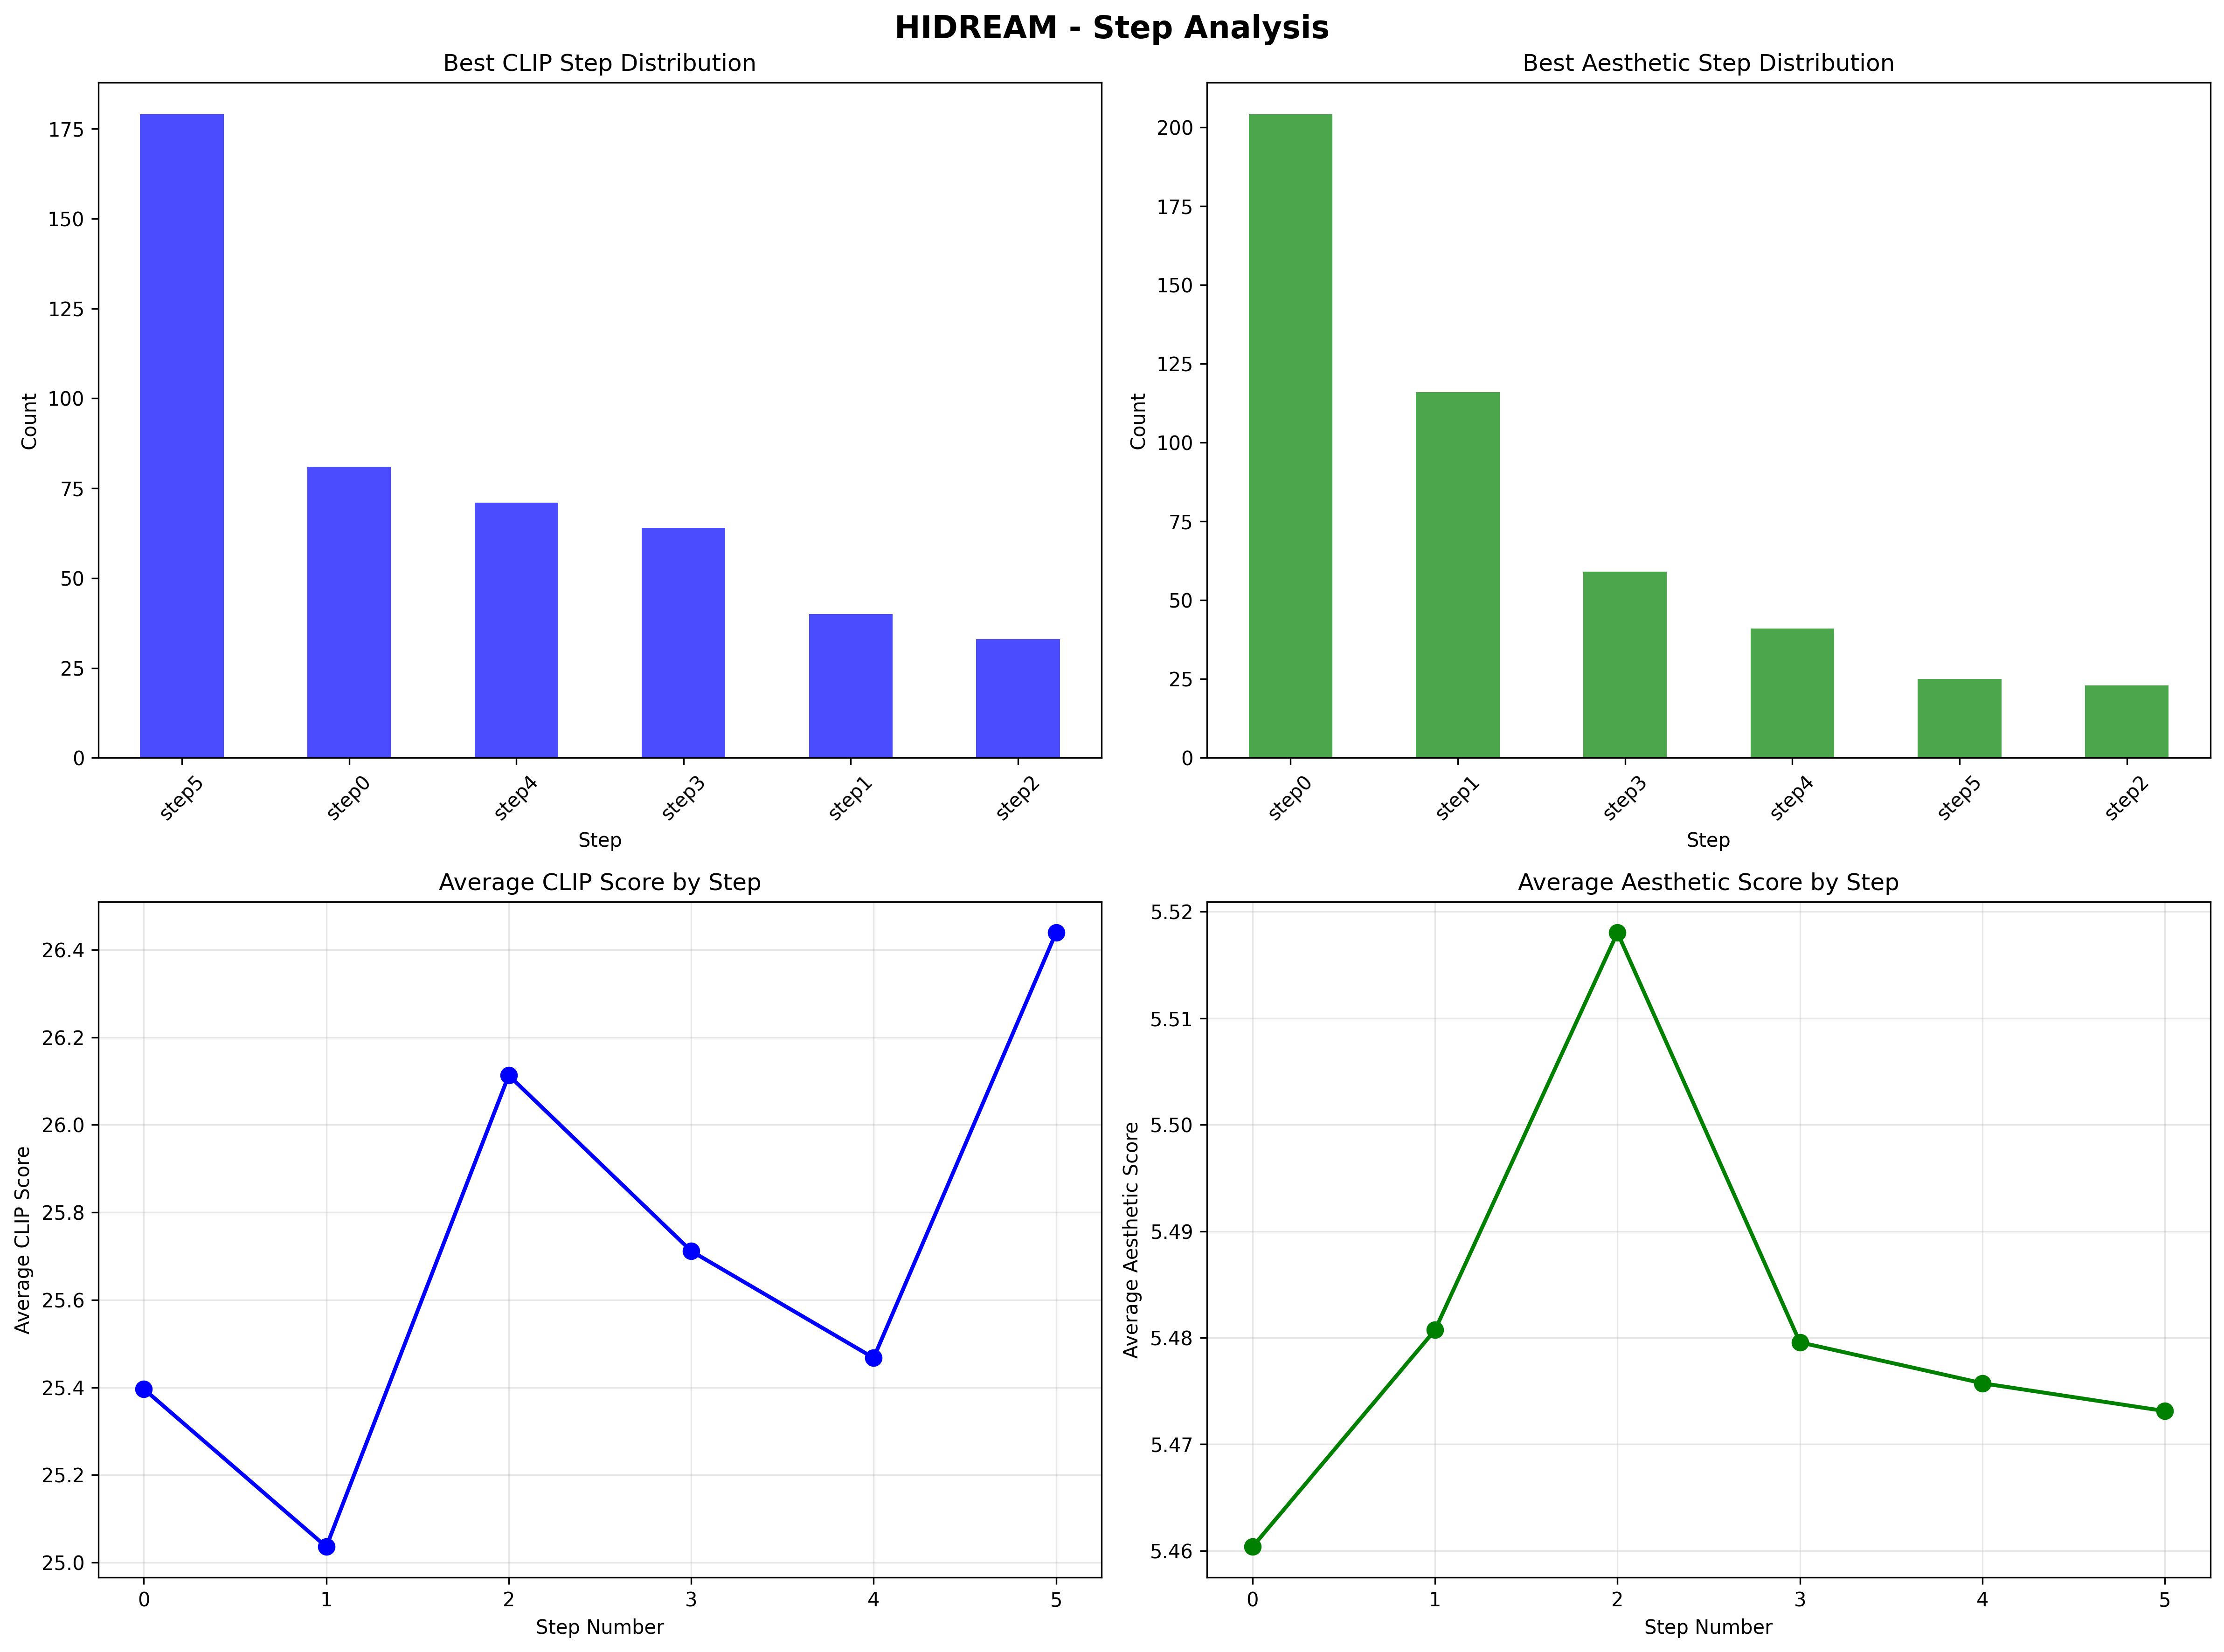 HIDREAM - Step Analysis
Best CLIP Step Distribution
Count
175
150
125
100
75
50
25
0
step5
step0
step4
step3
step1
step2
Step
Best Aesthetic Step Distribution
Count
200
175
150
125
100
75
50
25
0
step0
step1
step3
step4
step5
step2
Step
Average CLIP Score by Step
Average CLIP Score
26.4
26.2
26.0
25.8
25.6
25.4
25.2
25.0
0
1
2
3
4
5
Step Number
Average Aesthetic Score by Step
Average Aesthetic Score
5.52
5.51
5.50
5.49
5.48
5.47
5.46
0
1
2
3
4
5
Step Number